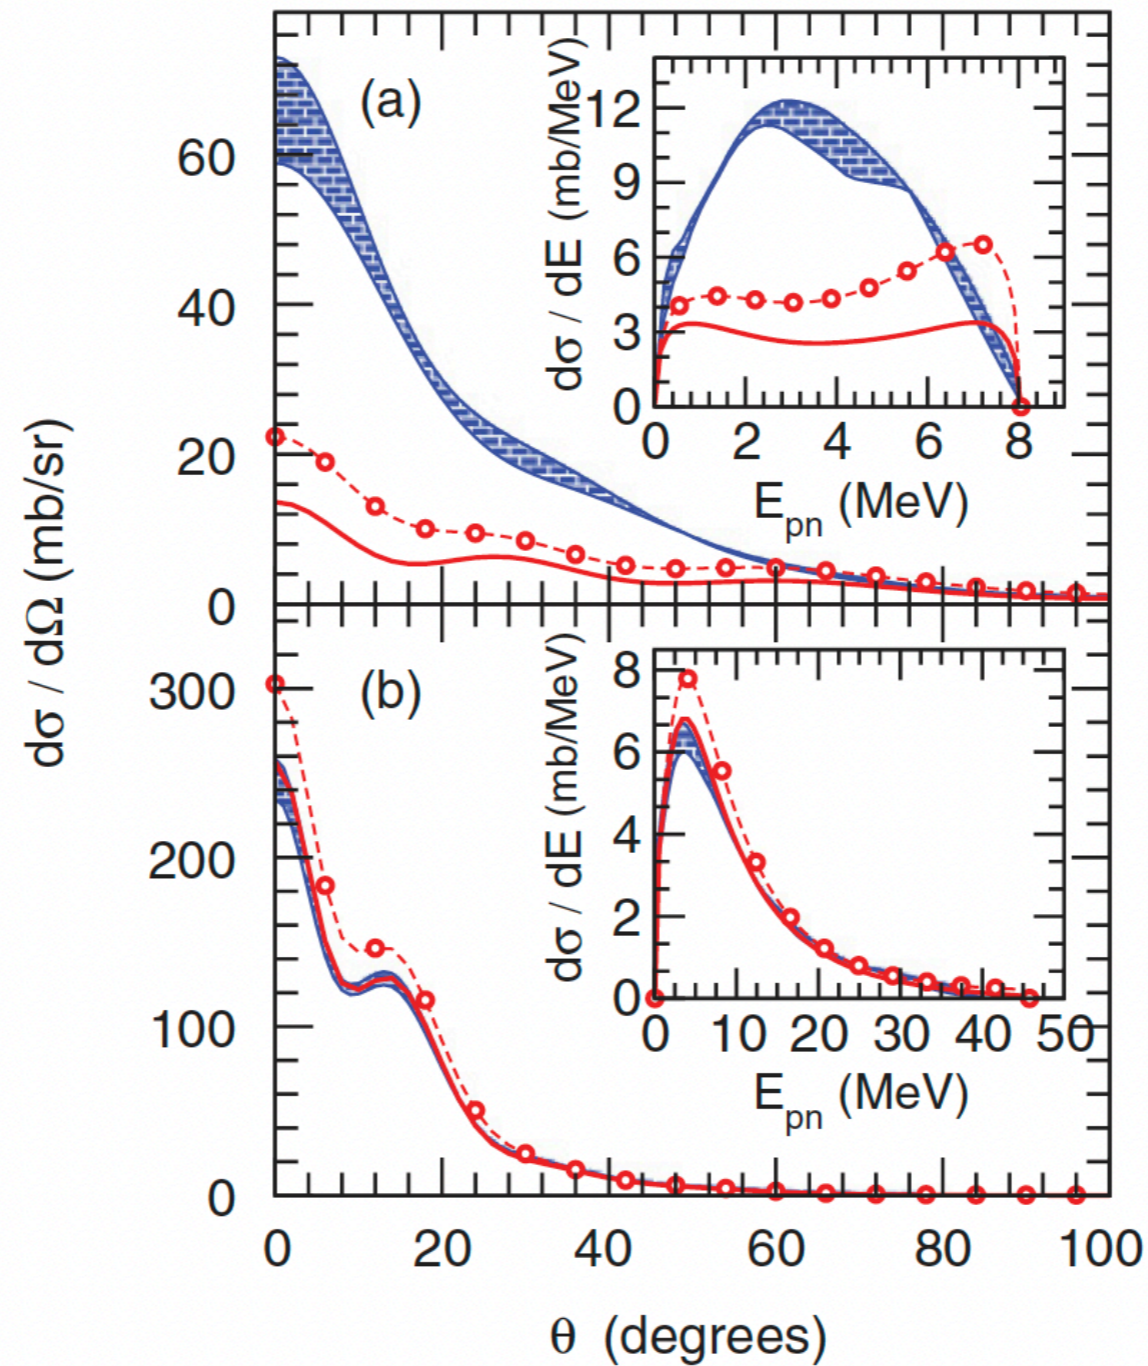 (a)
60
40
20
0
dσ / dE (mb/MeV)
12
9
6
3
0
0 2 4 6 8
E_pn (MeV)
dσ / dΩ (mb/sr)
(b)
300
200
100
0
dσ / dE (mb/MeV)
8
6
4
2
0
0 10 20 30 40 50
E_pn (MeV)
0 20 40 60 80 100
θ (degrees)